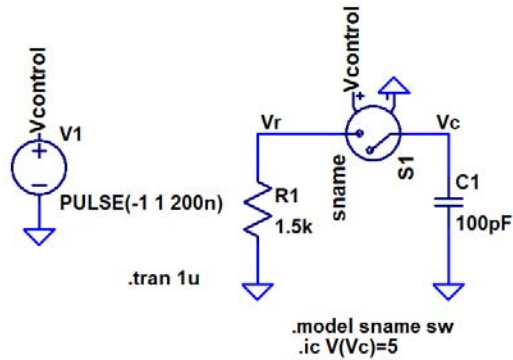 Vcontrol
V1
PULSE(-1 1 200n)
.tran 1u
Vcontrol
Vr
Vc
sname
S1
R1
1.5k
C1
100pF
.model sname sw
.ic V(Vc)=5